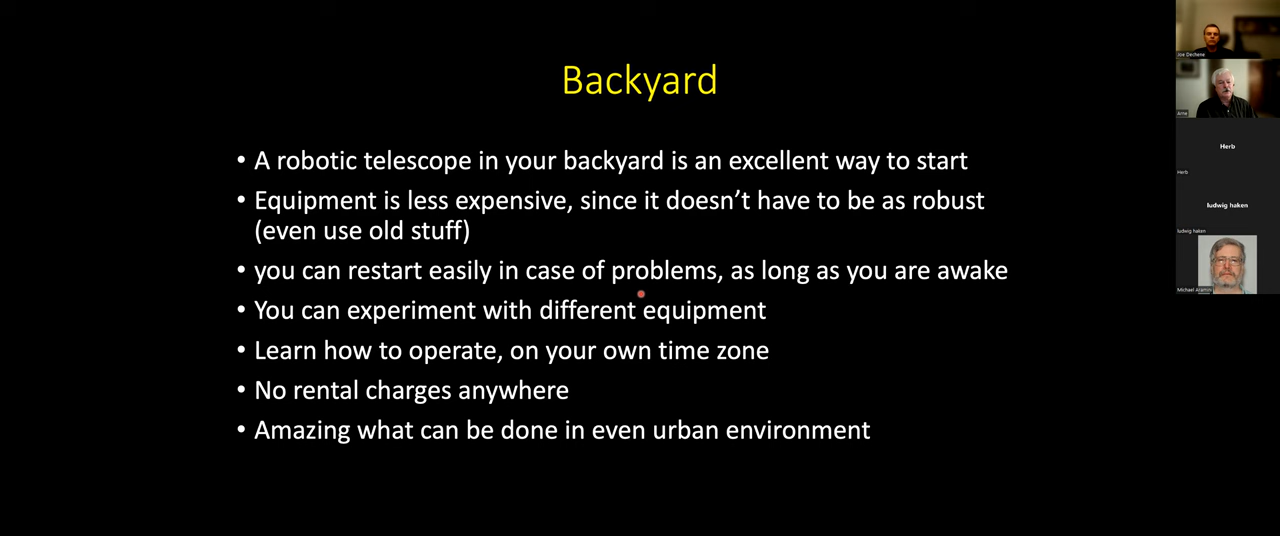 Backyard
• A robotic telescope in your backyard is an excellent way to start
• Equipment is less expensive, since it doesn’t have to be as robust
(even use old stuff)
• you can restart easily in case of problems, as long as you are awake
• You can experiment with different equipment
• Learn how to operate, on your own time zone
• No rental charges anywhere
• Amazing what can be done in even urban environment
Joe Dechene
Arne
Herb
Herb
ludwig haken
ludwig haken
Michael